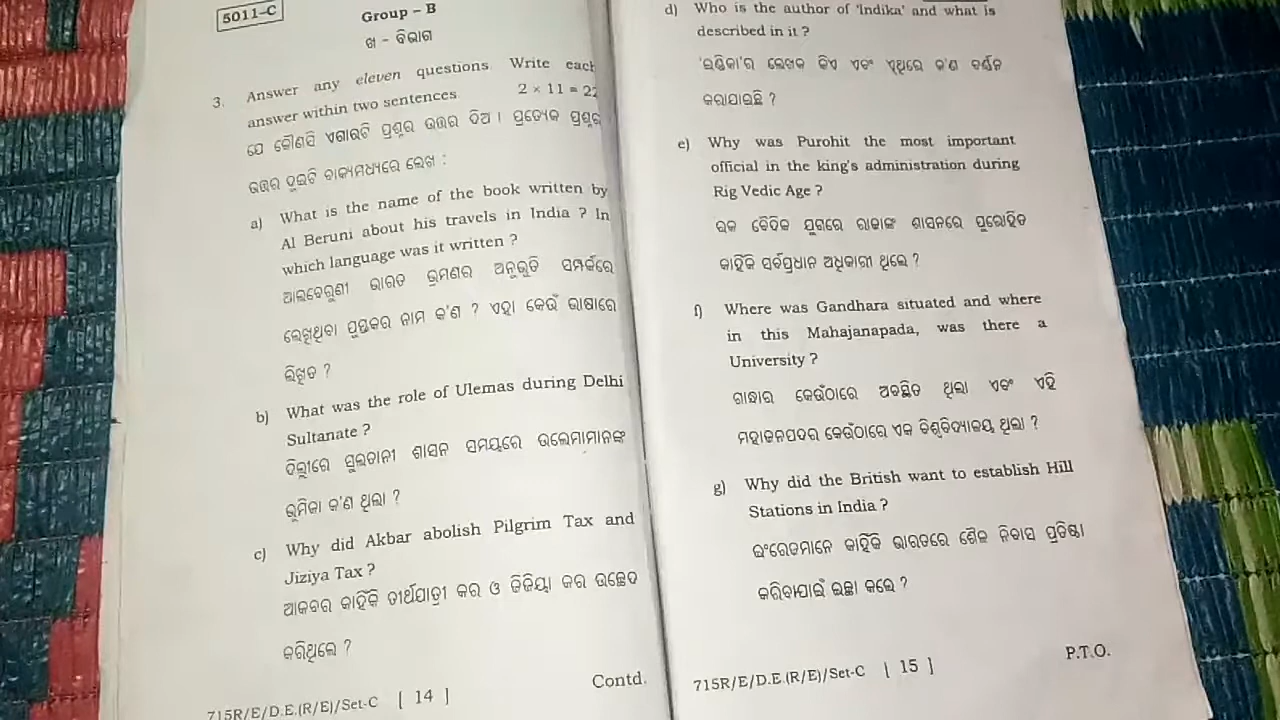 5011-C
Group – B
ଖ – ବିଭାଗ
3. Answer any eleven questions. Write each
answer within two sentences. 2 × 11 = 22
ଯେ କୌଣସି ଏଗାରଟି ପ୍ରଶ୍ନର ଉତ୍ତର ଦିଅ । ପ୍ରତ୍ୟେକ ପ୍ରଶ୍ନର
ଉତ୍ତର ଦୁଇଟି ବାକ୍ୟମଧ୍ୟରେ ଲେଖ :
a) What is the name of the book written by
Al Beruni about his travels in India ? In
which language was it written ?
ଆଲବେରୁଣୀ ଭାରତ ଭ୍ରମଣର ଅନୁଭୂତି ସମ୍ପର୍କରେ
ଲେଖିଥିବା ପୁସ୍ତକର ନାମ କ'ଣ ? ଏହା କେଉଁ ଭାଷାରେ
ଲିଖିତ ?
b) What was the role of Ulemas during Delhi
Sultanate ?
ଦିଲ୍ଲୀରେ ସୁଲତାନୀ ଶାସନ ସମୟରେ ଉଲେମାମାନଙ୍କ
ଭୂମିକା କ'ଣ ଥିଲା ?
c) Why did Akbar abolish Pilgrim Tax and
Jiziya Tax ?
ଆକବର କାହିଁକି ତୀର୍ଥଯାତ୍ରୀ କର ଓ ଜିଜିୟା କର ଉଚ୍ଛେଦ
କରିଥିଲେ ?
Contd.
715R/E/D.E.(R/E)/Set-C [ 14 ]
d) Who is the author of 'Indika' and what is
described in it ?
'ଇଣ୍ଡିକା'ର ଲେଖକ କିଏ ଏବଂ ଏଥିରେ କ'ଣ ବର୍ଣ୍ଣନ
କରାଯାଇଛି ?
e) Why was Purohit the most important
official in the king's administration during
Rig Vedic Age ?
ଋକ ବୈଦିକ ଯୁଗରେ ରାଜାଙ୍କ ଶାସନରେ ପୁରୋହିତ
କାହିଁକି ସର୍ବପ୍ରଧାନ ଅଧିକାରୀ ଥିଲେ ?
f) Where was Gandhara situated and where
in this Mahajanapada, was there a
University ?
ଗାନ୍ଧାର କେଉଁଠାରେ ଅବସ୍ଥିତ ଥିଲା ଏବଂ ଏହି
ମହାଜନପଦର କେଉଁଠାରେ ଏକ ବିଶ୍ୱବିଦ୍ୟାଳୟ ଥିଲା ?
g) Why did the British want to establish Hill
Stations in India ?
ଇଂରେଜମାନେ କାହିଁକି ଭାରତରେ ଶୈଳ ନିବାସ ପ୍ରତିଷ୍ଠା
କରିବାପାଇଁ ଇଚ୍ଛା କଲେ ?
P.T.O.
715R/E/D.E.(R/E)/Set-C [ 15 ]